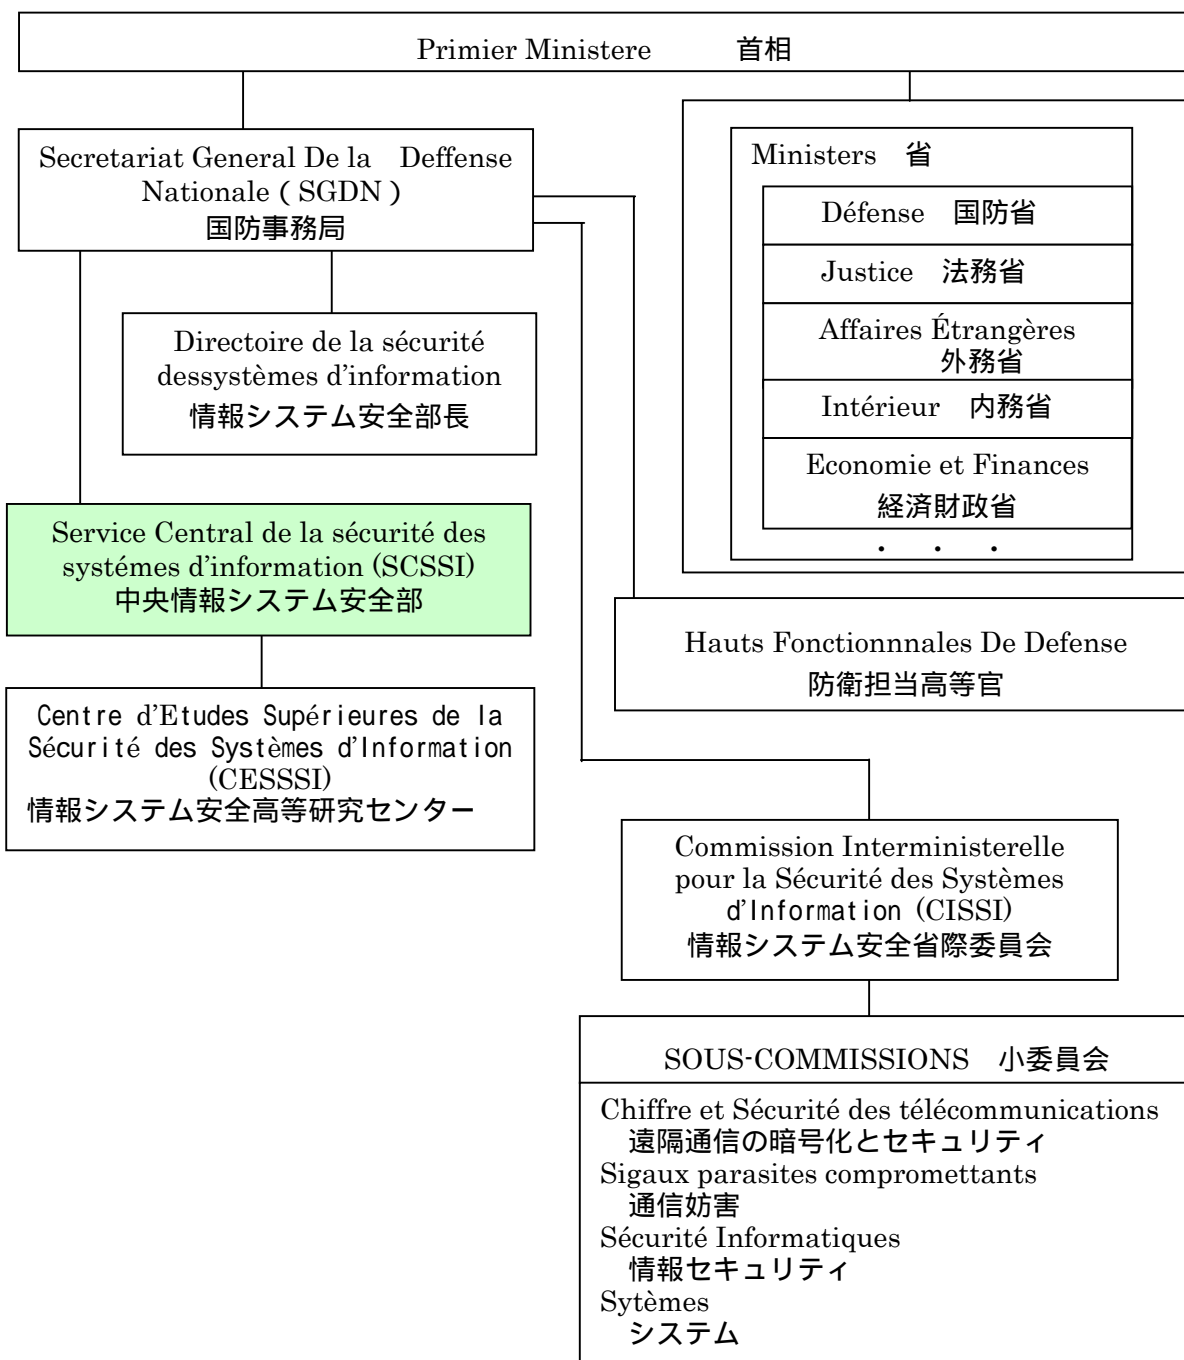 Primier Ministere 首相
Secretariat General De la Deffense
Nationale ( SGDN )
国防事務局
Directoire de la sécurité
dessystèmes d'information
情報システム安全部長
Service Central de la sécurité des
systémes d'information (SCSSI)
中央情報システム安全部
Centre d'Etudes Supérieures de la
Sécurité des Systèmes d'Information
(CESSSI)
情報システム安全高等研究センター
Ministers 省
Défense 国防省
Justice 法務省
Affaires Étrangères
外務省
Intérieur 内務省
Economie et Finances
経済財政省
・ ・ ・
Hauts Fonctionnnales De Defense
防衛担当高等官
Commission Interministerelle
pour la Sécurité des Systèmes
d'Information (CISSI)
情報システム安全省際委員会
SOUS-COMMISSIONS 小委員会
Chiffre et Sécurité des télécommunications
遠隔通信の暗号化とセキュリティ
Sigaux parasites compromettants
通信妨害
Sécurité Informatiques
情報セキュリティ
Sytèmes
システム